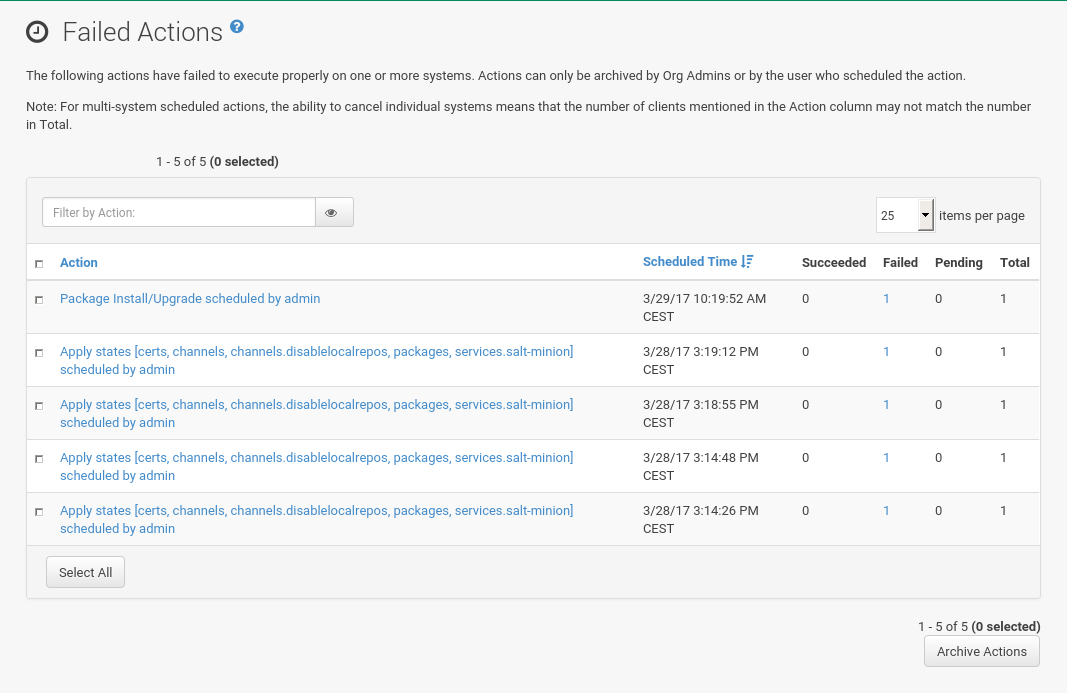 Failed Actions ?
The following actions have failed to execute properly on one or more systems. Actions can only be archived by Org Admins or by the user who scheduled the action.
Note: For multi-system scheduled actions, the ability to cancel individual systems means that the number of clients mentioned in the Action column may not match the number
in Total.
1 - 5 of 5 (0 selected)
Filter by Action: 25 items per page
Action Scheduled Time Succeeded Failed Pending Total
Package Install/Upgrade scheduled by admin 3/29/17 10:19:52 AM 0 1 0 1
CEST
Apply states [certs, channels, channels.disablelocalrepos, packages, services.salt-minion] 3/28/17 3:19:12 PM 0 1 0 1
scheduled by admin CEST
Apply states [certs, channels, channels.disablelocalrepos, packages, services.salt-minion] 3/28/17 3:18:55 PM 0 1 0 1
scheduled by admin CEST
Apply states [certs, channels, channels.disablelocalrepos, packages, services.salt-minion] 3/28/17 3:14:48 PM 0 1 0 1
scheduled by admin CEST
Apply states [certs, channels, channels.disablelocalrepos, packages, services.salt-minion] 3/28/17 3:14:26 PM 0 1 0 1
scheduled by admin CEST
Select All
1 - 5 of 5 (0 selected)
Archive Actions